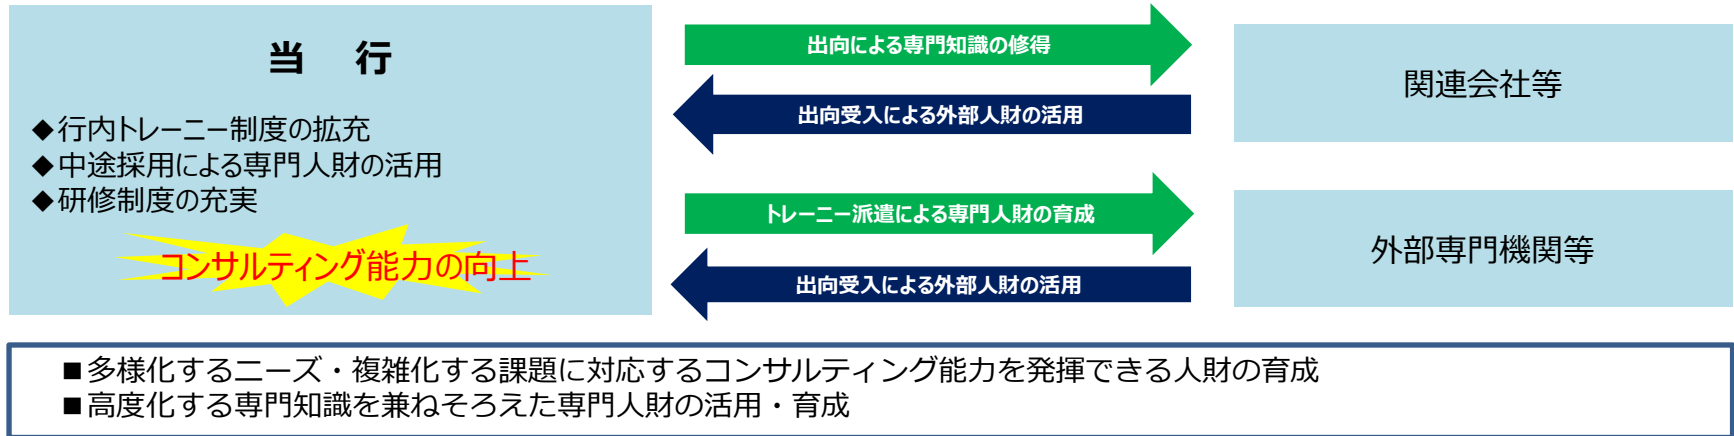 当　行
◆行内トレーニー制度の拡充
◆中途採用による専門人財の活用
◆研修制度の充実
コンサルティング能力の向上
出向による専門知識の修得
出向受入による外部人財の活用
関連会社等
トレーニー派遣による専門人財の育成
出向受入による外部人財の活用
外部専門機関等
■多様化するニーズ・複雑化する課題に対応するコンサルティング能力を発揮できる人財の育成
■高度化する専門知識を兼ねそろえた専門人財の活用・育成